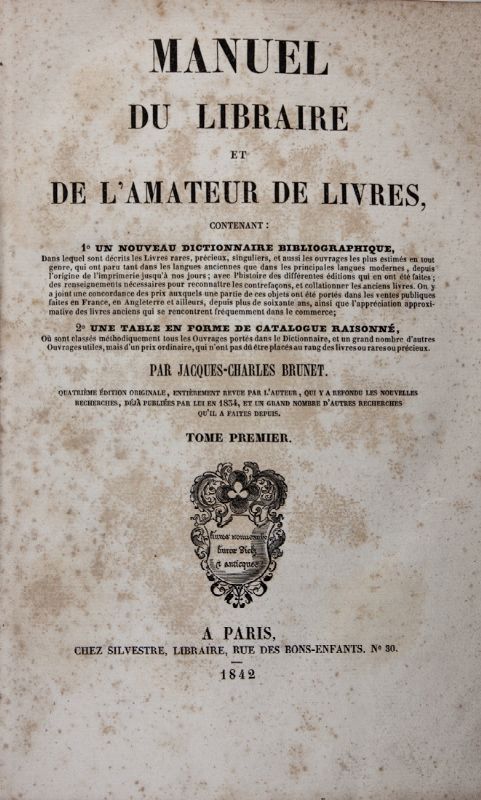 MANUEL
DU LIBRAIRE
ET
DE L'AMATEUR DE LIVRES,
CONTENANT :
1° UN NOUVEAU DICTIONNAIRE BIBLIOGRAPHIQUE,
Dans lequel sont décrits les Livres rares, précieux, singuliers, et aussi les ouvrages les plus estimés en tout
genre, qui ont paru tant dans les langues anciennes que dans les principales langues modernes, depuis
l'origine de l'imprimerie jusqu'à nos jours ; avec l'histoire des différentes éditions qui en ont été faites ;
des renseignements nécessaires pour reconnaître les contrefaçons, et collationner les anciens livres. On y
a joint une concordance des prix auxquels une partie de ces objets ont été portés dans les ventes publiques
faites en France, en Angleterre et ailleurs, depuis plus de soixante ans, ainsi que l'appréciation approxi-
mative des livres anciens qui se rencontrent fréquemment dans le commerce ;
2° UNE TABLE EN FORME DE CATALOGUE RAISONNÉ,
Où sont classés méthodiquement tous les Ouvrages portés dans le Dictionnaire, et un grand nombre d'autres
Ouvrages utiles, mais d'un prix ordinaire, qui n'ont pas dû être placés au rang des livres ou rares ou précieux.
PAR JACQUES-CHARLES BRUNET.
QUATRIÈME ÉDITION ORIGINALE, ENTIÈREMENT REVUE PAR L'AUTEUR, QUI Y A REFONDU LES NOUVELLES
RECHERCHES, DÉJÀ PUBLIÉES PAR LUI EN 1834, ET UN GRAND NOMBRE D'AUTRES RECHERCHES
QU'IL A FAITES DEPUIS.
TOME PREMIER.
livres nouveaulx
livres vielz
et anticques
A PARIS,
CHEZ SILVESTRE, LIBRAIRE, RUE DES BONS-ENFANTS, N° 30.
1842